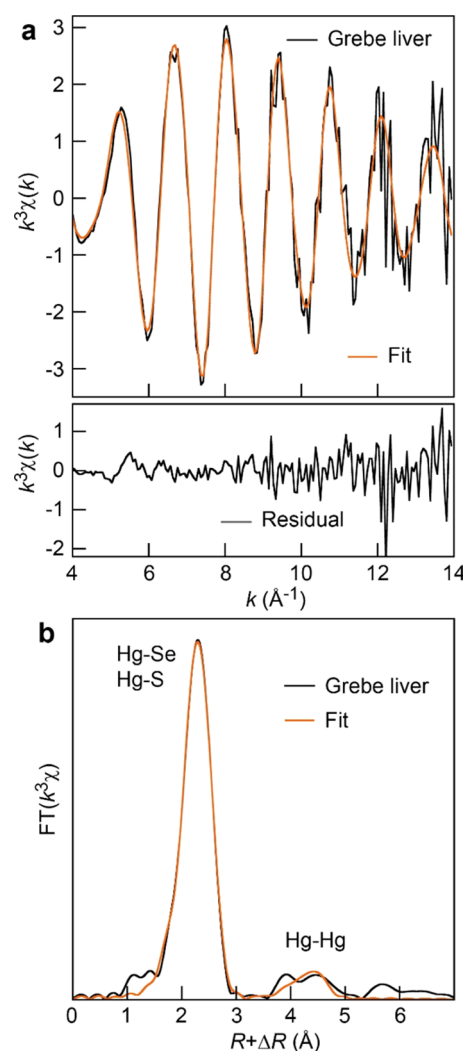 a
3
Grebe liver
2
1
0
-1
-2
-3
k³χ(k)
Fit
1
0
-1
-2
k³χ(k)
Residual
4 6 8 10 12 14
k (Å⁻¹)
b
Hg-Se
Hg-S
Grebe liver
Fit
FT(k³χ)
Hg-Hg
0 1 2 3 4 5 6
R+ΔR (Å)